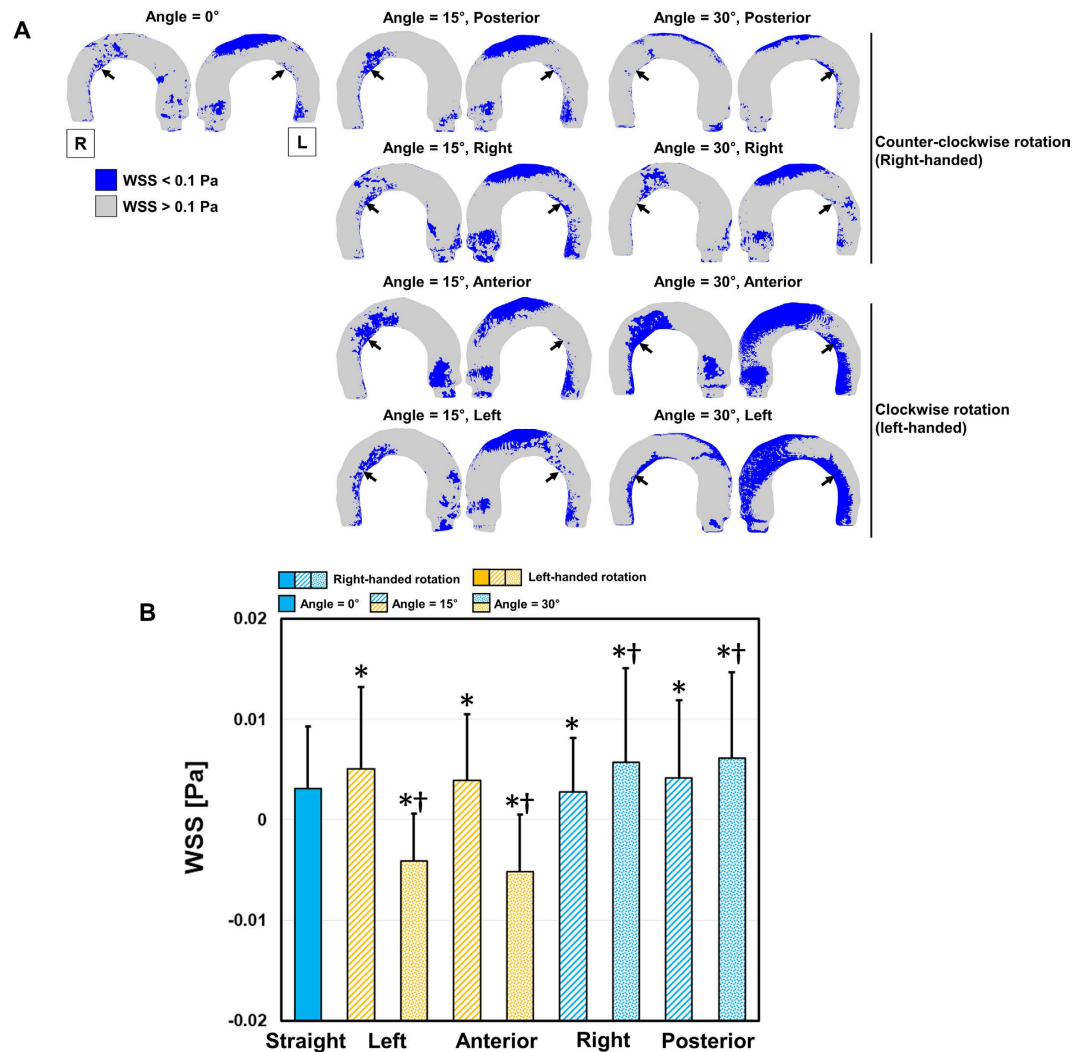 A
Angle = 0°
Angle = 15°, Posterior
Angle = 30°, Posterior
R
L
WSS < 0.1 Pa
WSS > 0.1 Pa
Angle = 15°, Right
Angle = 30°, Right
Counter-clockwise rotation
(Right-handed)
Angle = 15°, Anterior
Angle = 30°, Anterior
Angle = 15°, Left
Angle = 30°, Left
Clockwise rotation
(left-handed)
B
Right-handed rotation
Left-handed rotation
Angle = 0°
Angle = 15°
Angle = 30°
WSS [Pa]
0.02
0.01
0
-0.01
-0.02
*
*†
*
*†
*
*†
*
*†
Straight
Left
Anterior
Right
Posterior